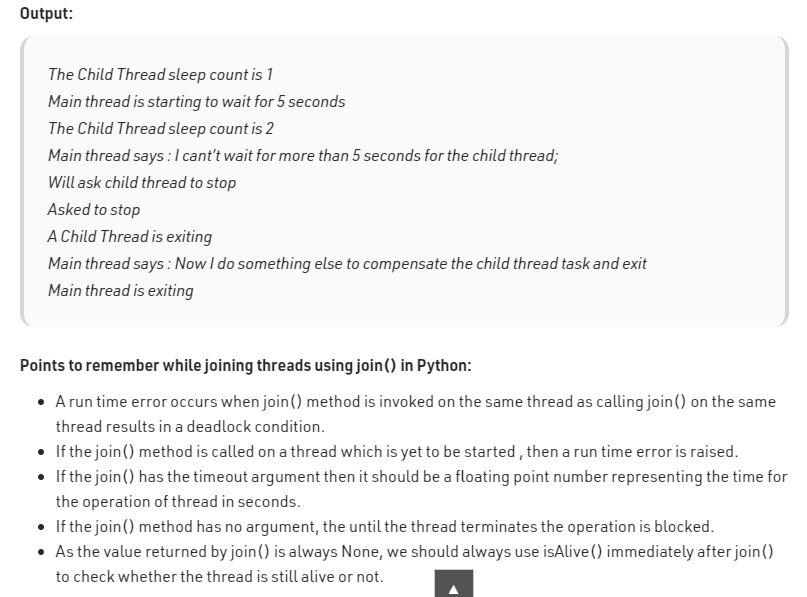 Output:
The Child Thread sleep count is 1
Main thread is starting to wait for 5 seconds
The Child Thread sleep count is 2
Main thread says : I cant't wait for more than 5 seconds for the child thread;
Will ask child thread to stop
Asked to stop
A Child Thread is exiting
Main thread says : Now I do something else to compensate the child thread task and exit
Main thread is exiting
Points to remember while joining threads using join() in Python:
• A run time error occurs when join() method is invoked on the same thread as calling join() on the same
thread results in a deadlock condition.
• If the join() method is called on a thread which is yet to be started , then a run time error is raised.
• If the join() has the timeout argument then it should be a floating point number representing the time for
the operation of thread in seconds.
• If the join() method has no argument, the until the thread terminates the operation is blocked.
• As the value returned by join() is always None, we should always use isAlive() immediately after join()
to check whether the thread is still alive or not.